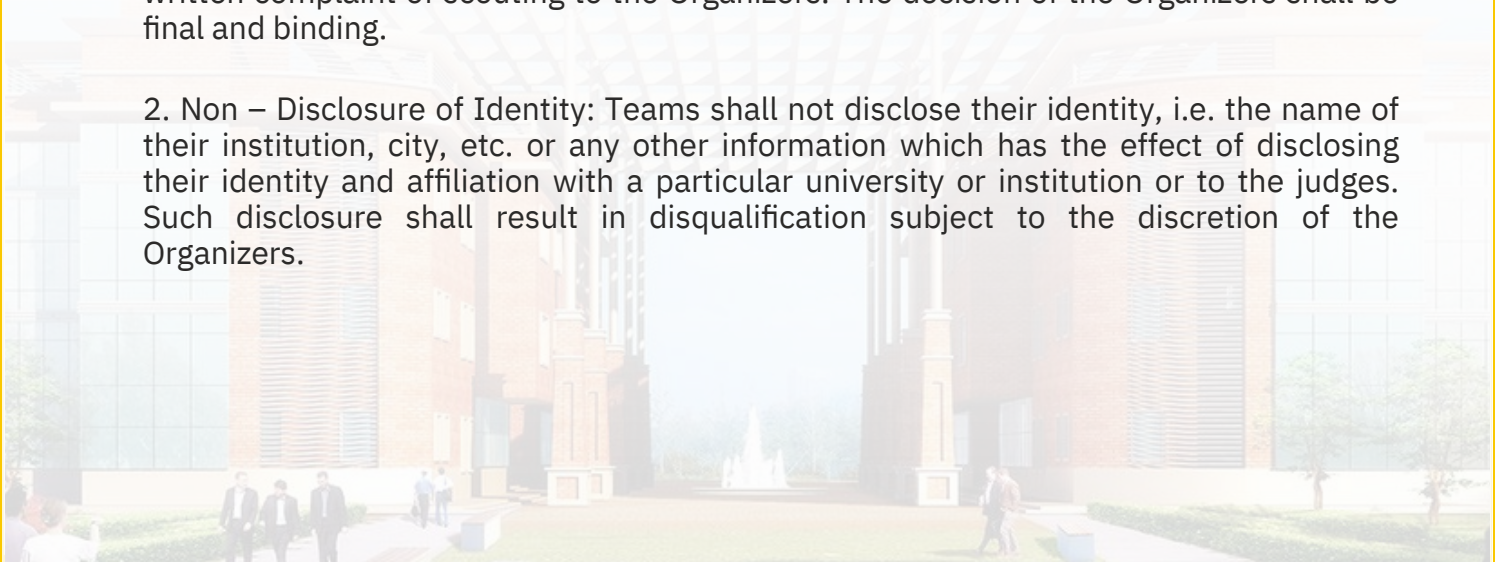 written complaint of scouting to the Organizers. The decision of the Organizers shall be
final and binding.
2. Non – Disclosure of Identity: Teams shall not disclose their identity, i.e. the name of
their institution, city, etc. or any other information which has the effect of disclosing
their identity and affiliation with a particular university or institution or to the judges.
Such disclosure shall result in disqualification subject to the discretion of the
Organizers.